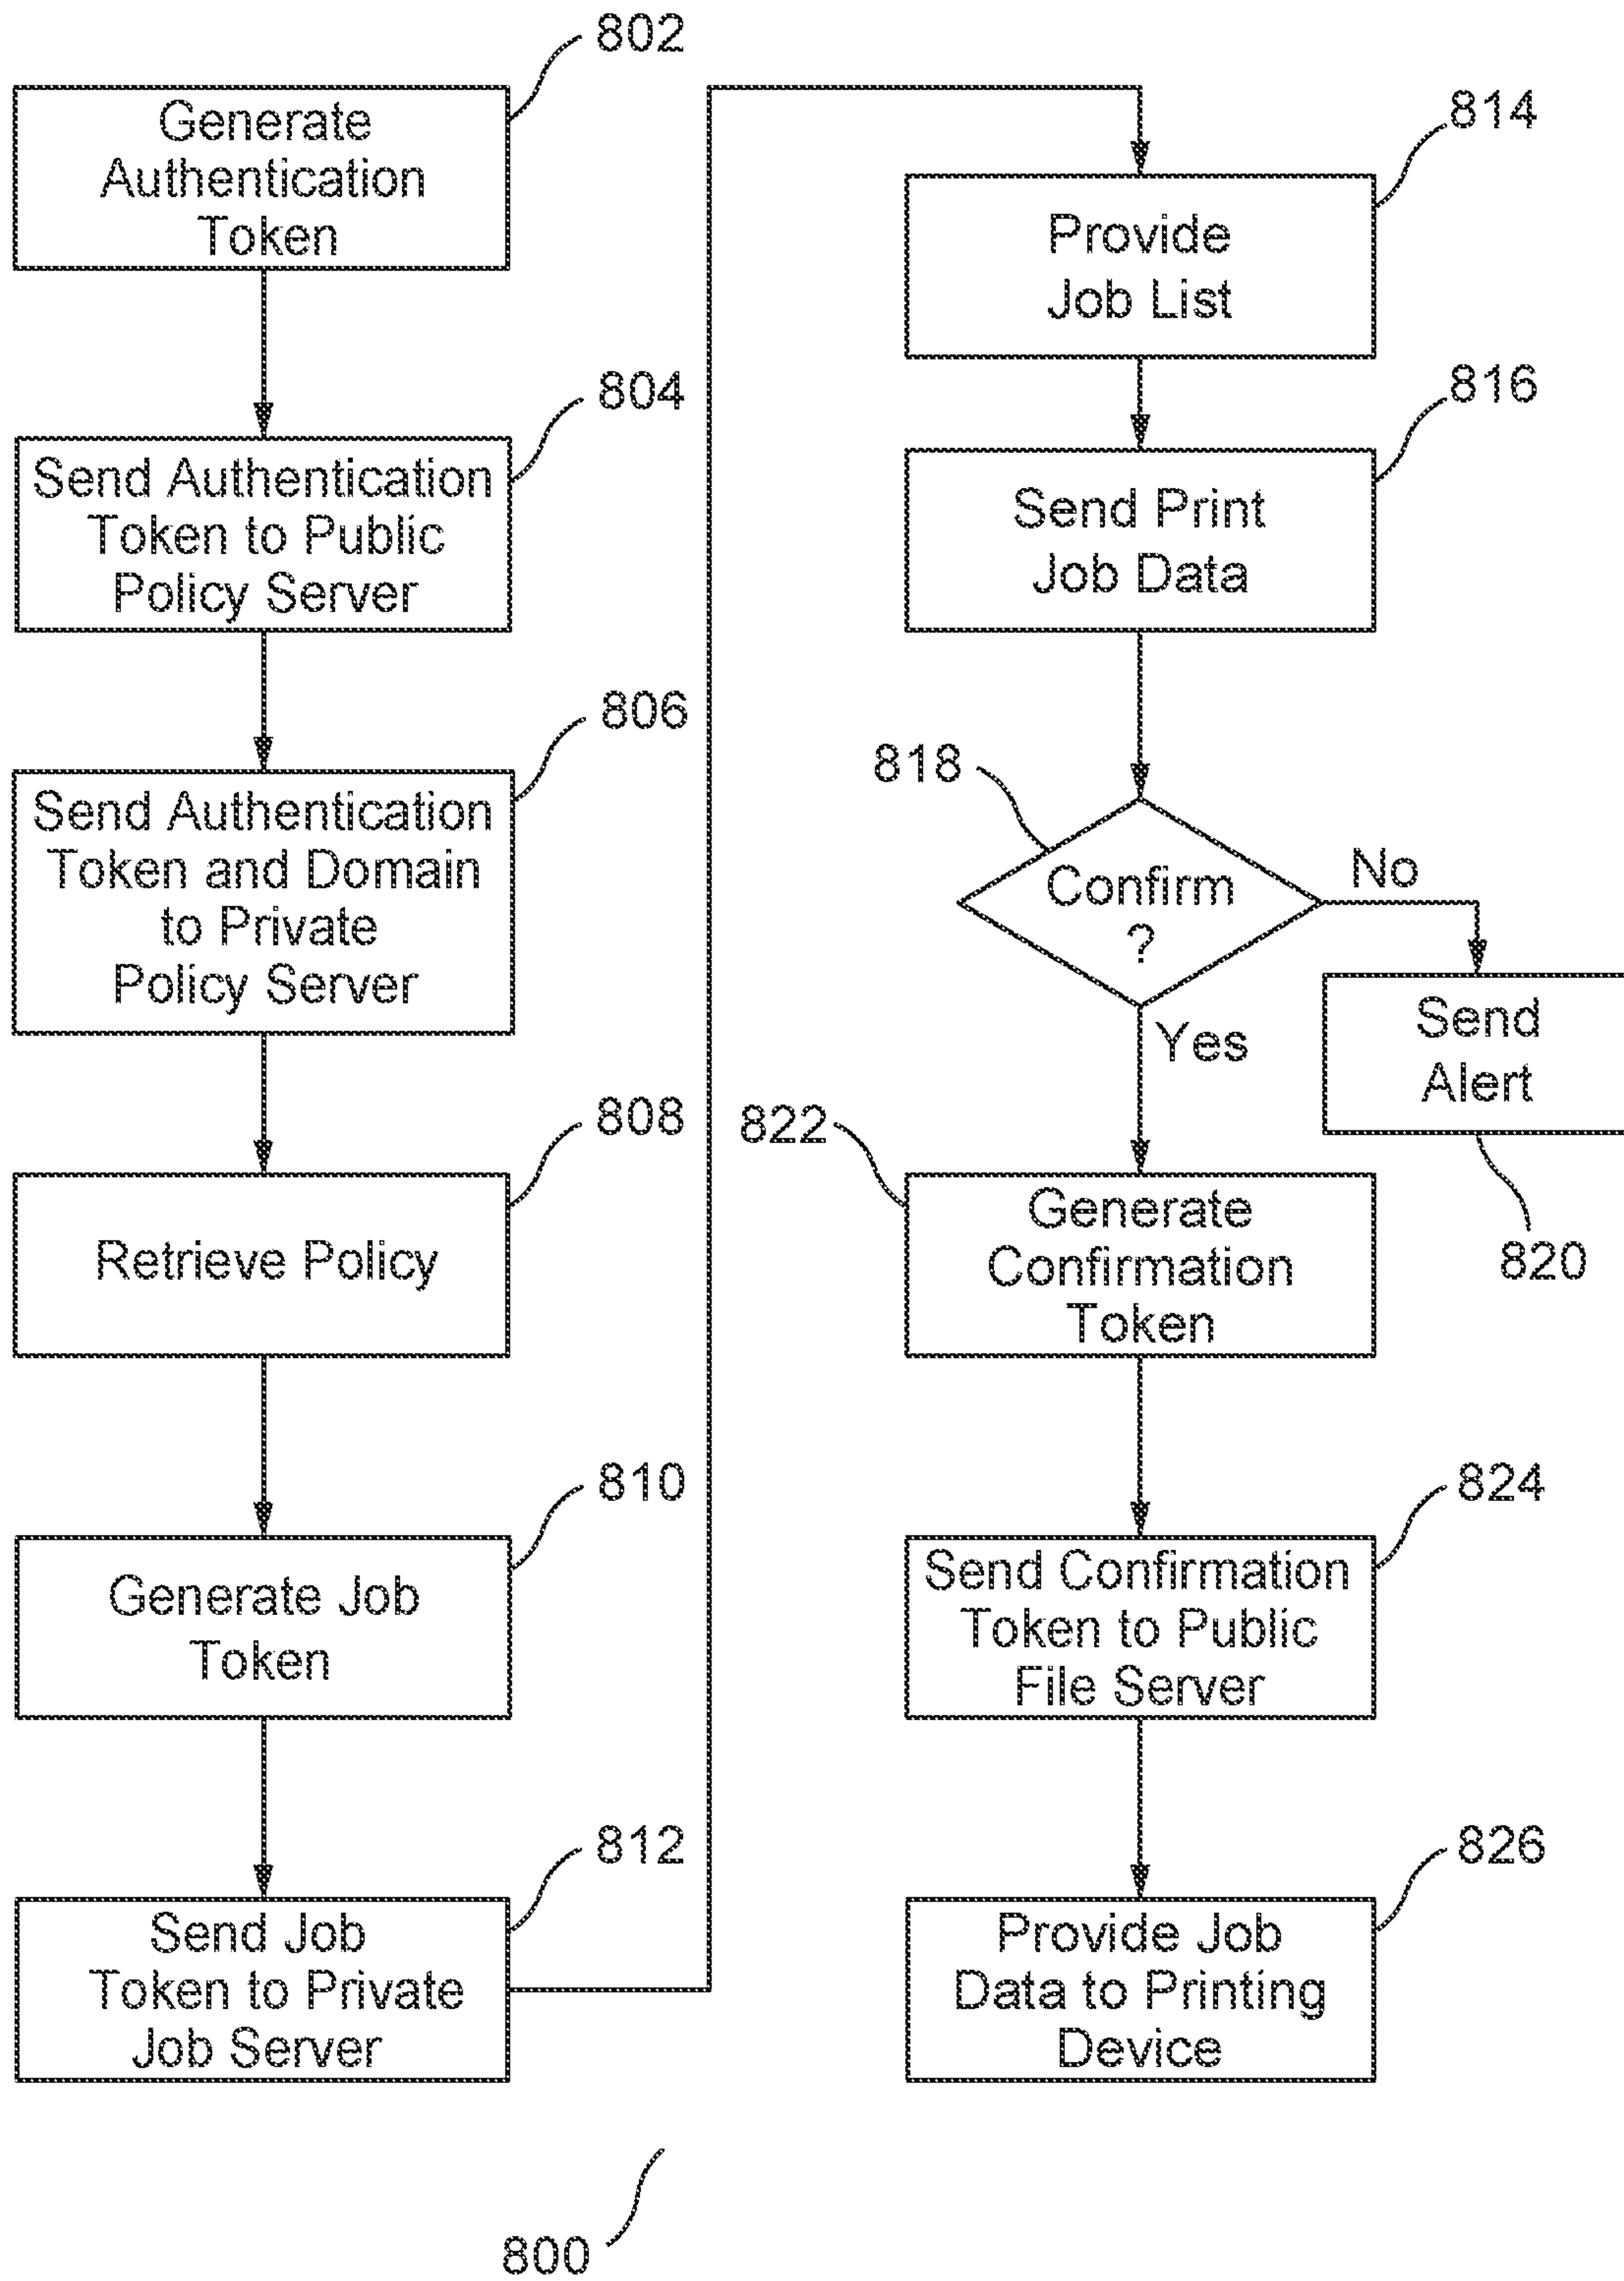 802
Generate
Authentication
Token
804
Send Authentication
Token to Public
Policy Server
806
Send Authentication
Token and Domain
to Private
Policy Server
808
Retrieve Policy
810
Generate Job
Token
812
Send Job
Token to Private
Job Server
814
Provide
Job List
816
Send Print
Job Data
818
Confirm
?
No
Yes
Send
Alert
820
822
Generate
Confirmation
Token
824
Send Confirmation
Token to Public
File Server
826
Provide Job
Data to Printing
Device
800